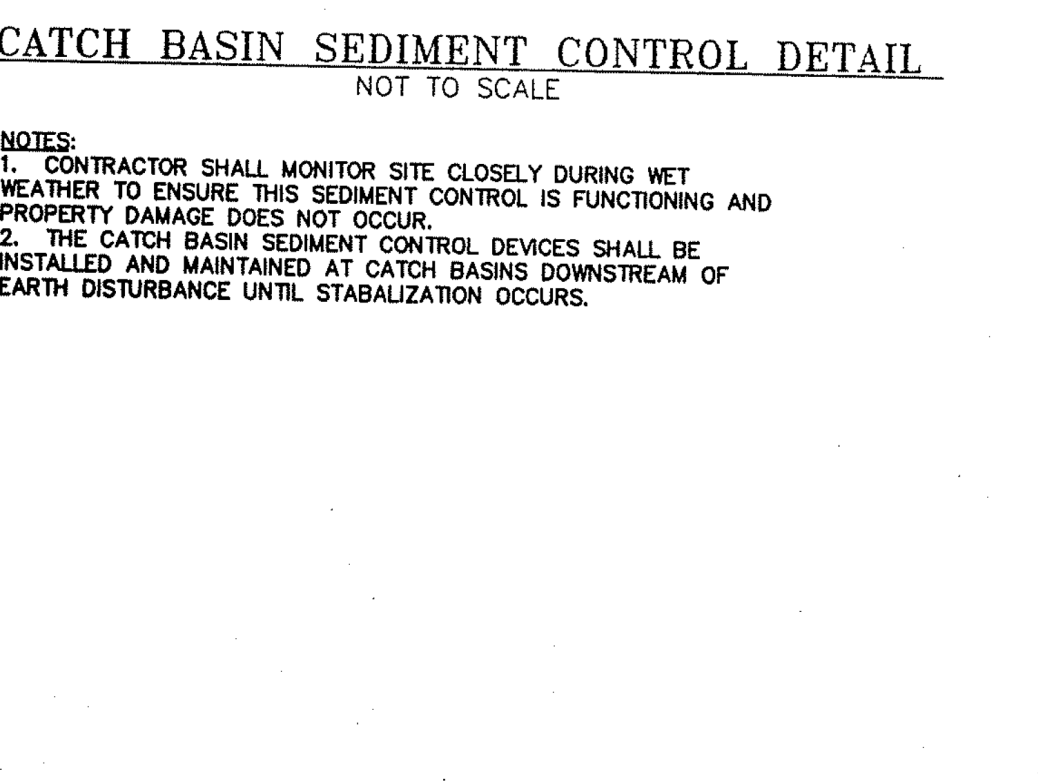 CATCH BASIN SEDIMENT CONTROL DETAIL
NOT TO SCALE
NOTES:
1. CONTRACTOR SHALL MONITOR SITE CLOSELY DURING WET
WEATHER TO ENSURE THIS SEDIMENT CONTROL IS FUNCTIONING AND
PROPERTY DAMAGE DOES NOT OCCUR.
2. THE CATCH BASIN SEDIMENT CONTROL DEVICES SHALL BE
INSTALLED AND MAINTAINED AT CATCH BASINS DOWNSTREAM OF
EARTH DISTURBANCE UNTIL STABALIZATION OCCURS.